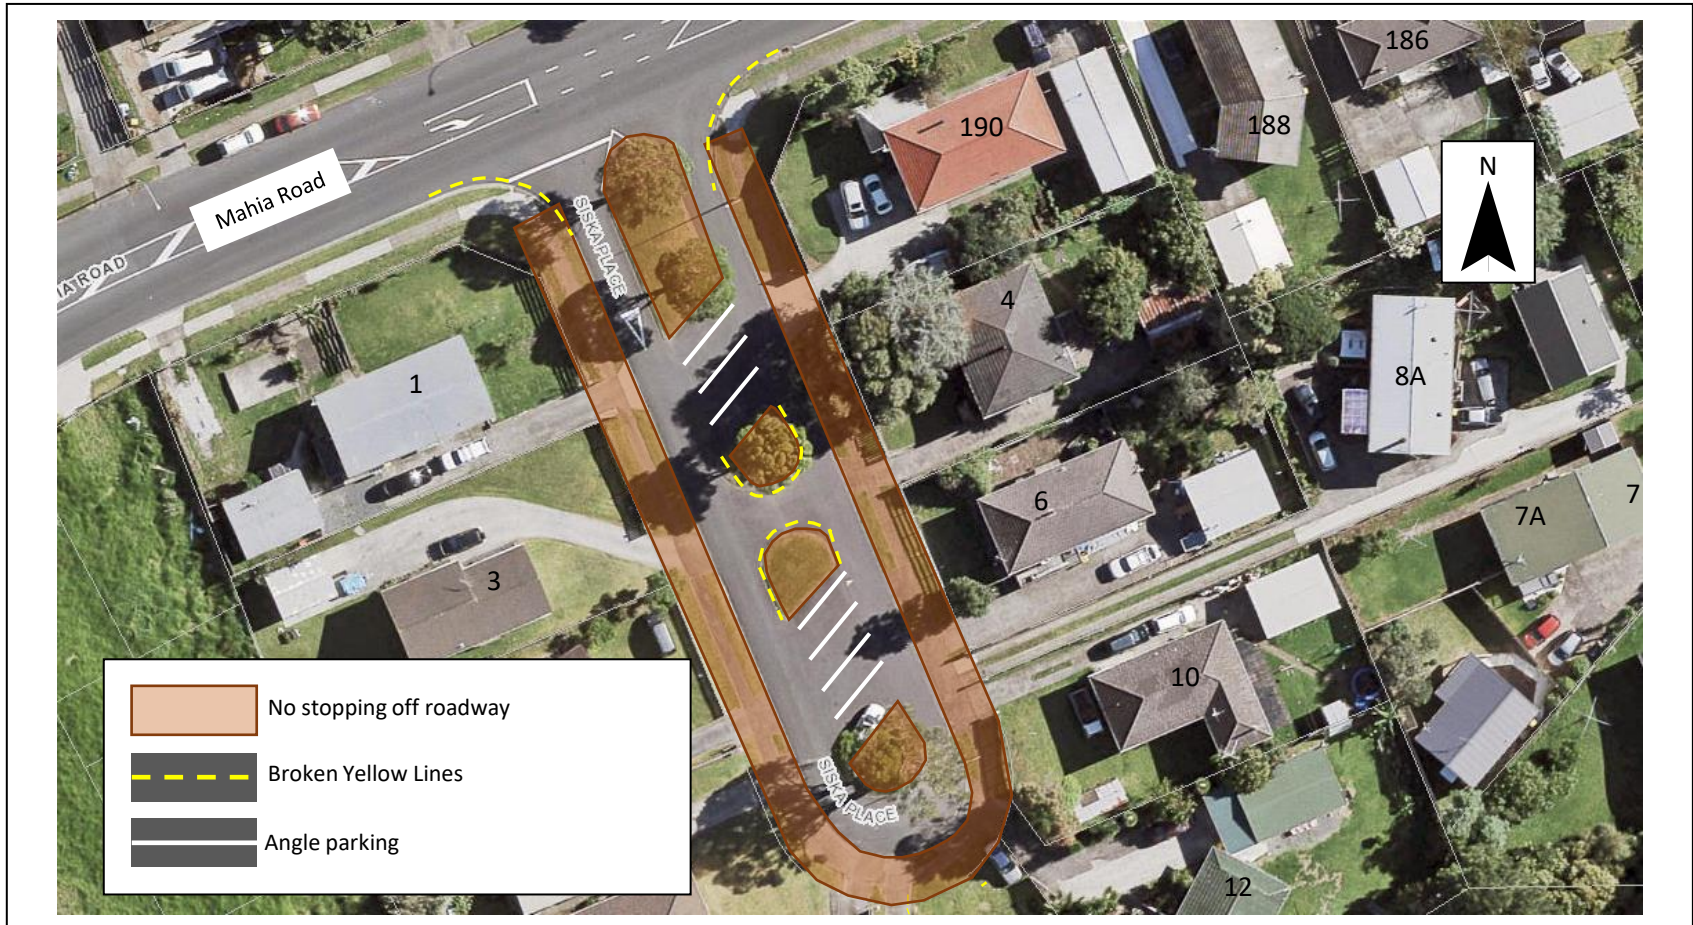 186
190
188
N
Mahia Road
SISKA PLACE
IA ROAD
4
1
8A
6
7A
7
3
10
No stopping off roadway
Broken Yellow Lines
Angle parking
SISKA PLACE
12